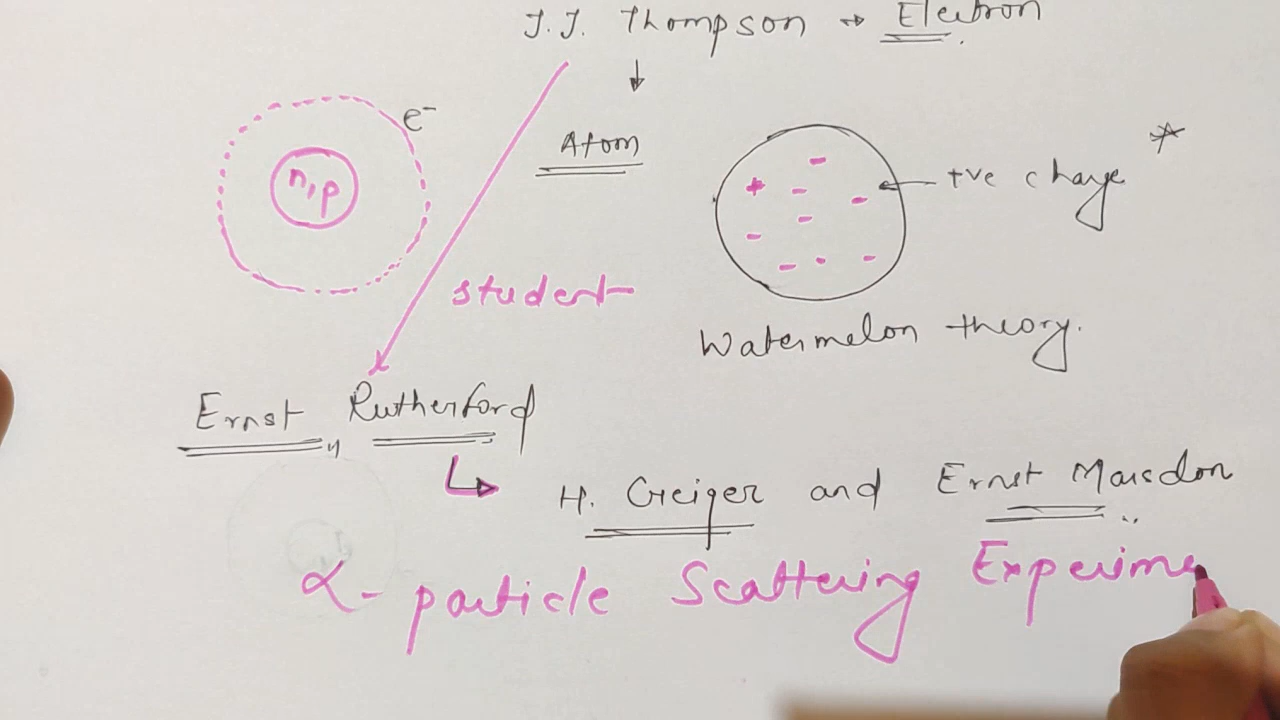 J.J. Thompson → Electron
e⁻
Atom
n,p
+ve charge *
student
Watermelon theory.
Ernst Rutherford
H. Geiger and Ernst Marsdon
α- particle Scattering Experime